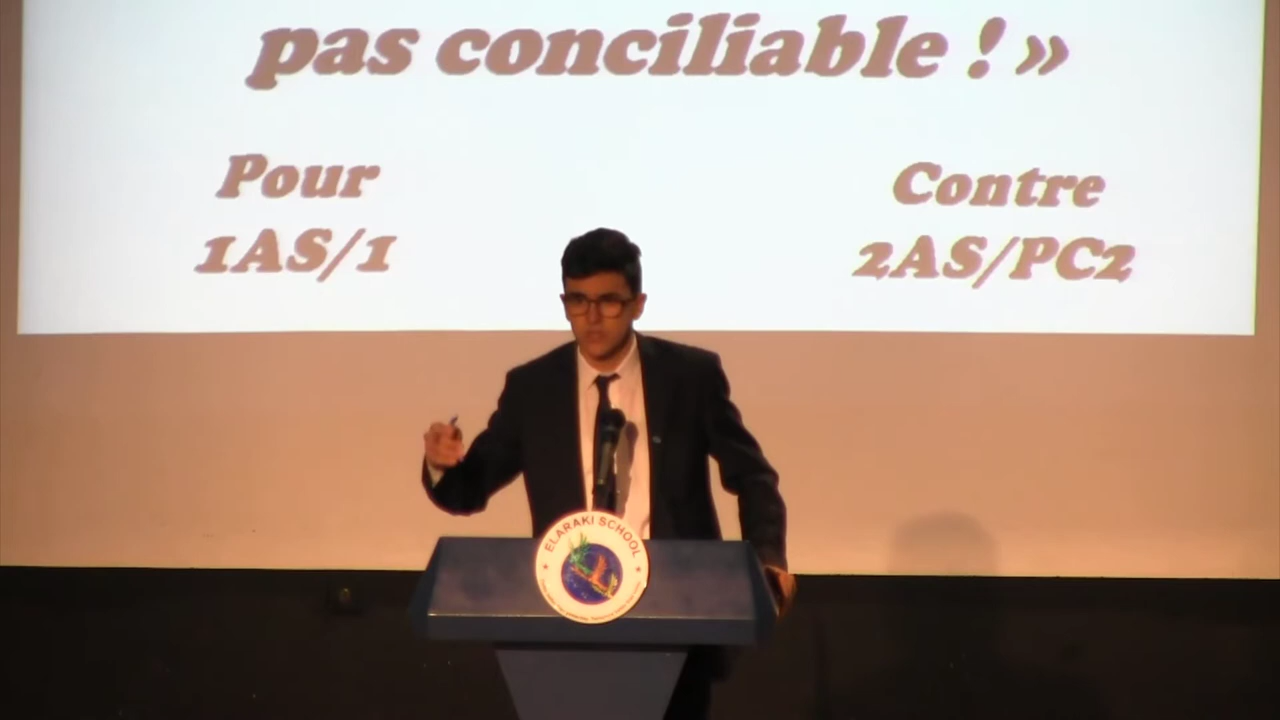 pas conciliable ! »
Pour
Contre
1AS/1
2AS/PC2
ELARAKI SCHOOL